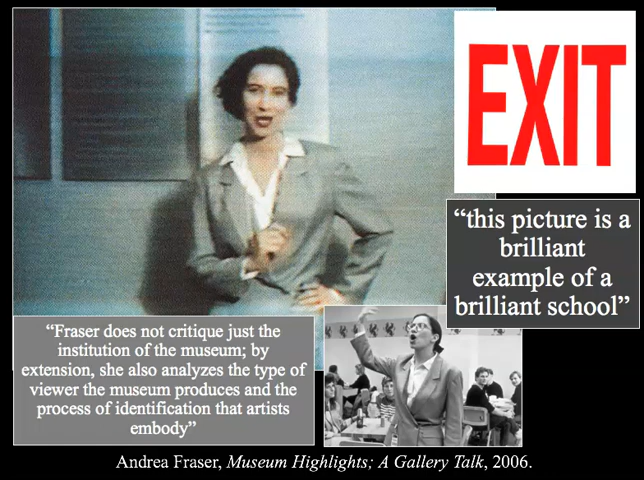 EXIT
“this picture is a
brilliant
example of a
brilliant school”
“Fraser does not critique just the
institution of the museum; by
extension, she also analyzes the type of
viewer the museum produces and the
process of identification that artists
embody”
Andrea Fraser, Museum Highlights; A Gallery Talk, 2006.